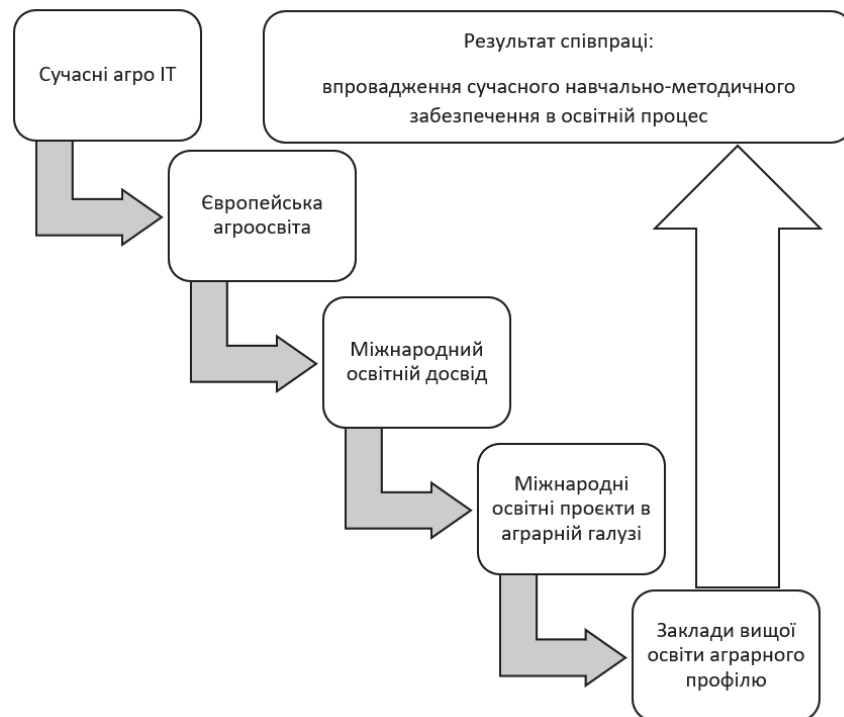 Сучасні агро ІТ
Результат співпраці:
впровадження сучасного навчально-методичного
забезпечення в освітній процес
Європейська
агроосвіта
Міжнародний
освітній досвід
Міжнародні
освітні проєкти в
аграрній галузі
Заклади вищої
освіти аграрного
профілю